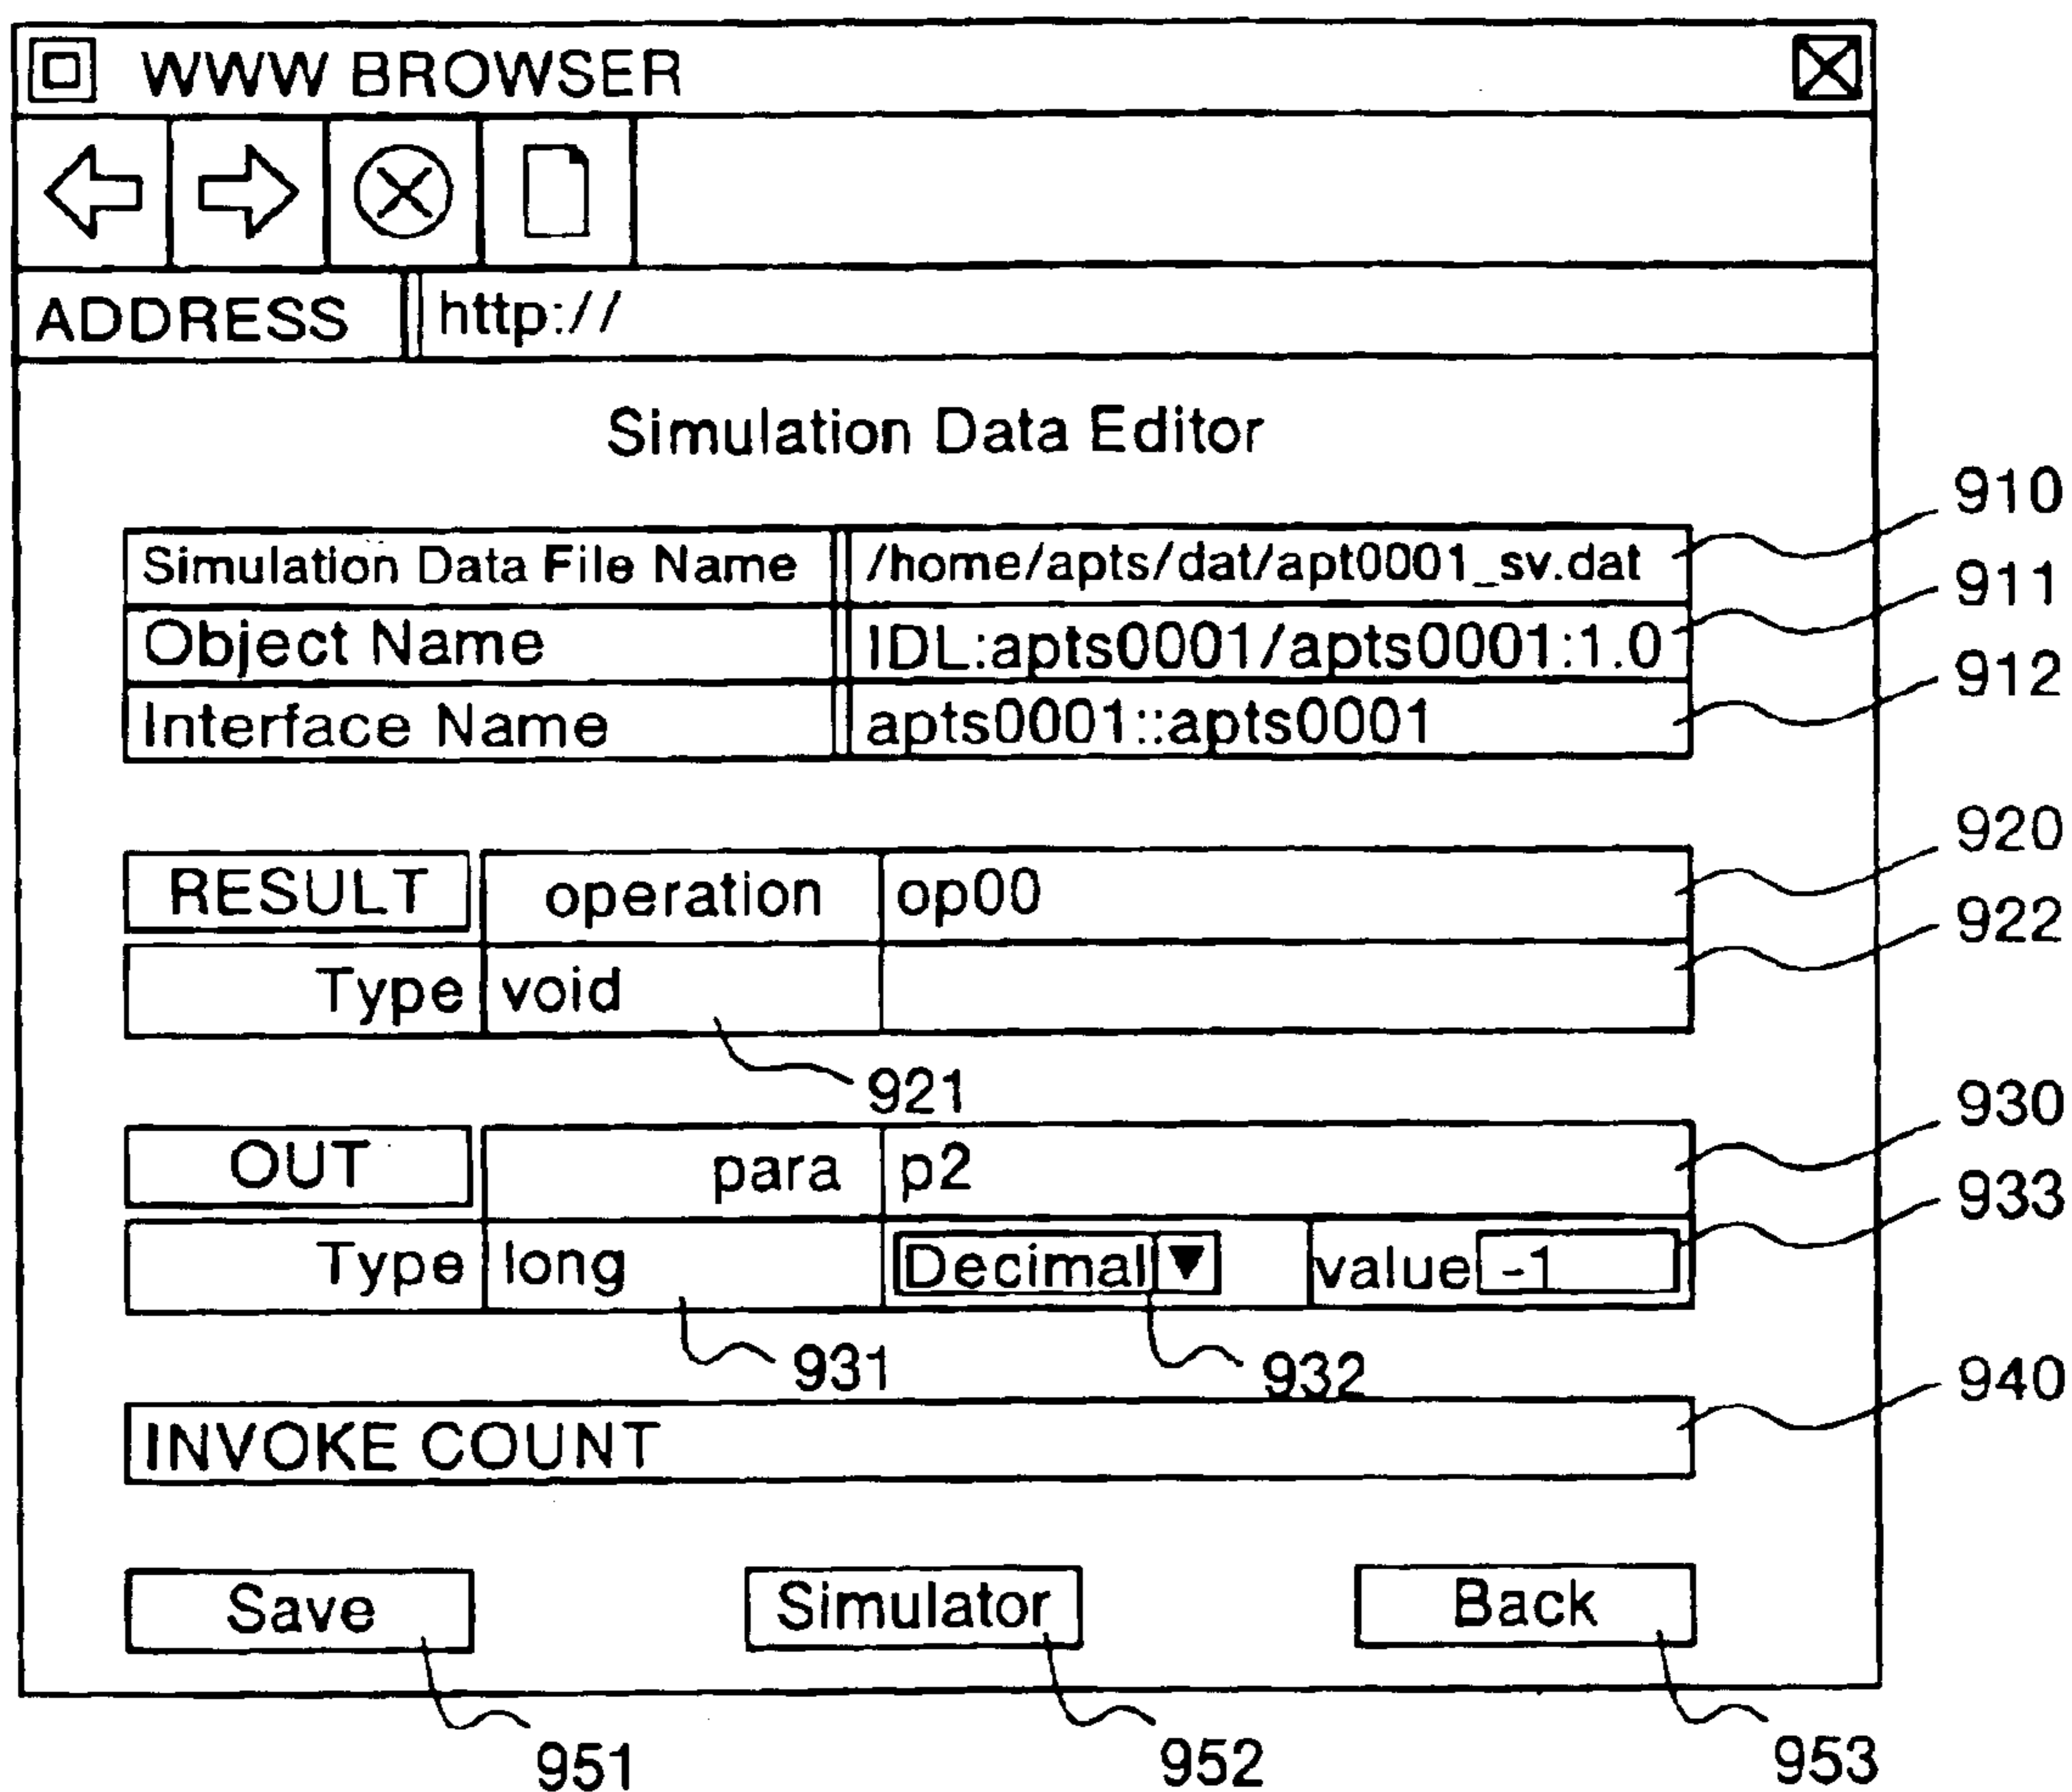 WWW BROWSER
ADDRESS http://
Simulation Data Editor
910
Simulation Data File Name /home/apts/dat/apt0001_sv.dat
911
Object Name IDL:apts0001/apts0001:1.0
912
Interface Name apts0001::apts0001
920
RESULT operation op00
922
Type void
921
930
OUT para p2
933
Type long Decimal ▼ value -1
931 932
940
INVOKE COUNT
Save Simulator Back
951 952 953